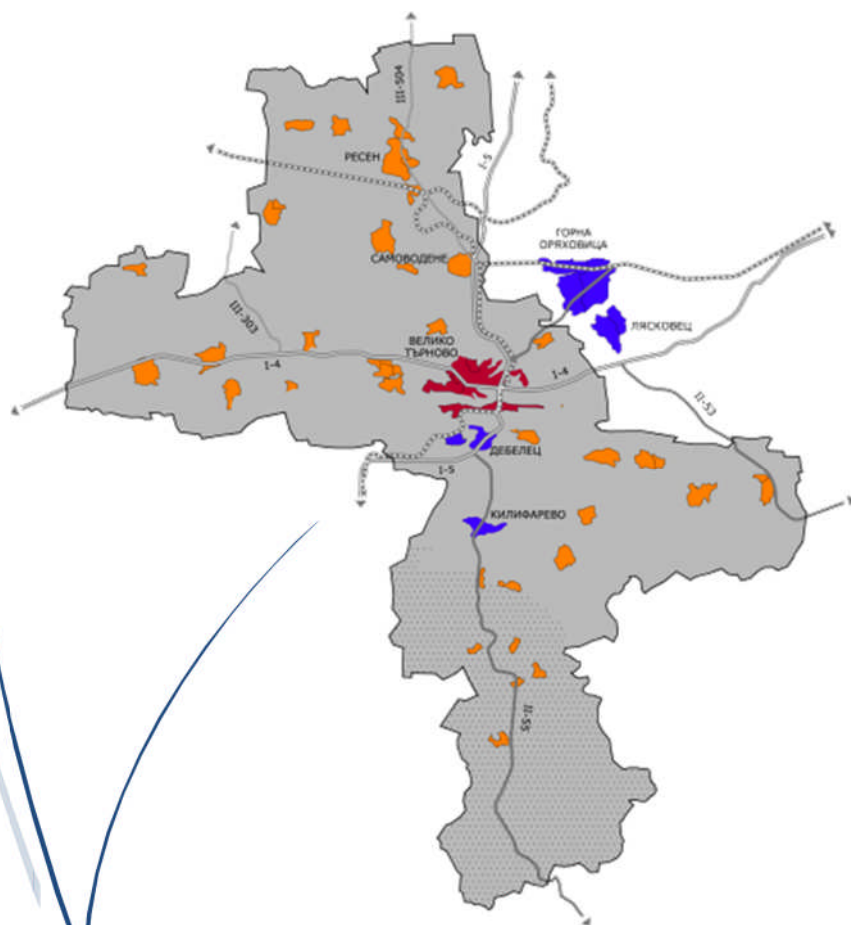 III-504
I-5
РЕСЕН
ГОРНА
ОРЯХОВИЦА
САМОВОДЕНЕ
III-303
ЛЯСКОВЕЦ
ВЕЛИКО
ТЪРНОВО
I-4
I-4
II-53
ДЕБЕЛЕЦ
I-5
КИЛИФАРЕВО
II-55